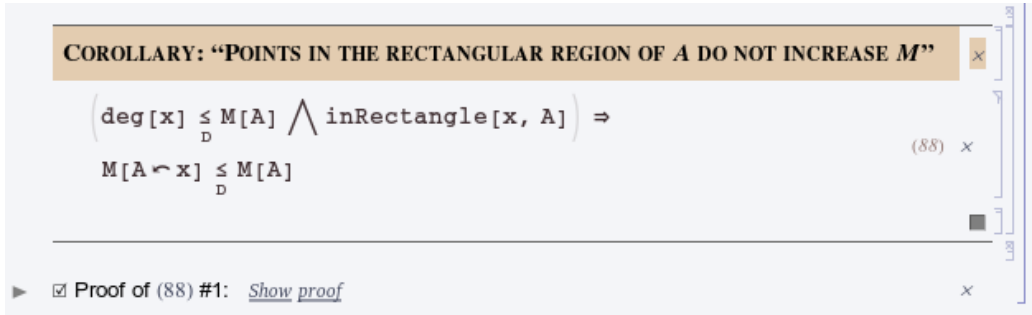 COROLLARY: “POINTS IN THE RECTANGULAR REGION OF A DO NOT INCREASE M” ×
(deg[x] ≤_D M[A] ⋀ inRectangle[x, A]) ⇒
M[A ↶ x] ≤_D M[A]
(88) ×
☑ Proof of (88) #1: Show proof ×